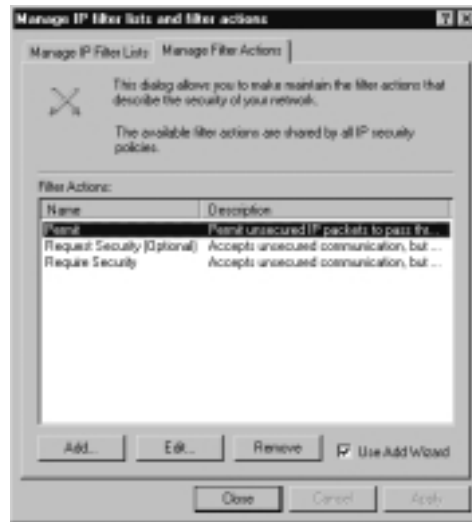 Manage IP filter lists and filter actions
Manage IP Filter Lists Manage Filter Actions
This dialog allows you to make maintain the filter actions that
describe the security of your network.
The available filter actions are shared by all IP security
policies.
Filter Actions:
Name Description
Permit Permit unsecured IP packets to pass thr...
Request Security (Optional) Accepts unsecured communication, but ...
Require Security Accepts unsecured communication, but ...
Add... Edit... Remove Use Add Wizard
Close Cancel Apply